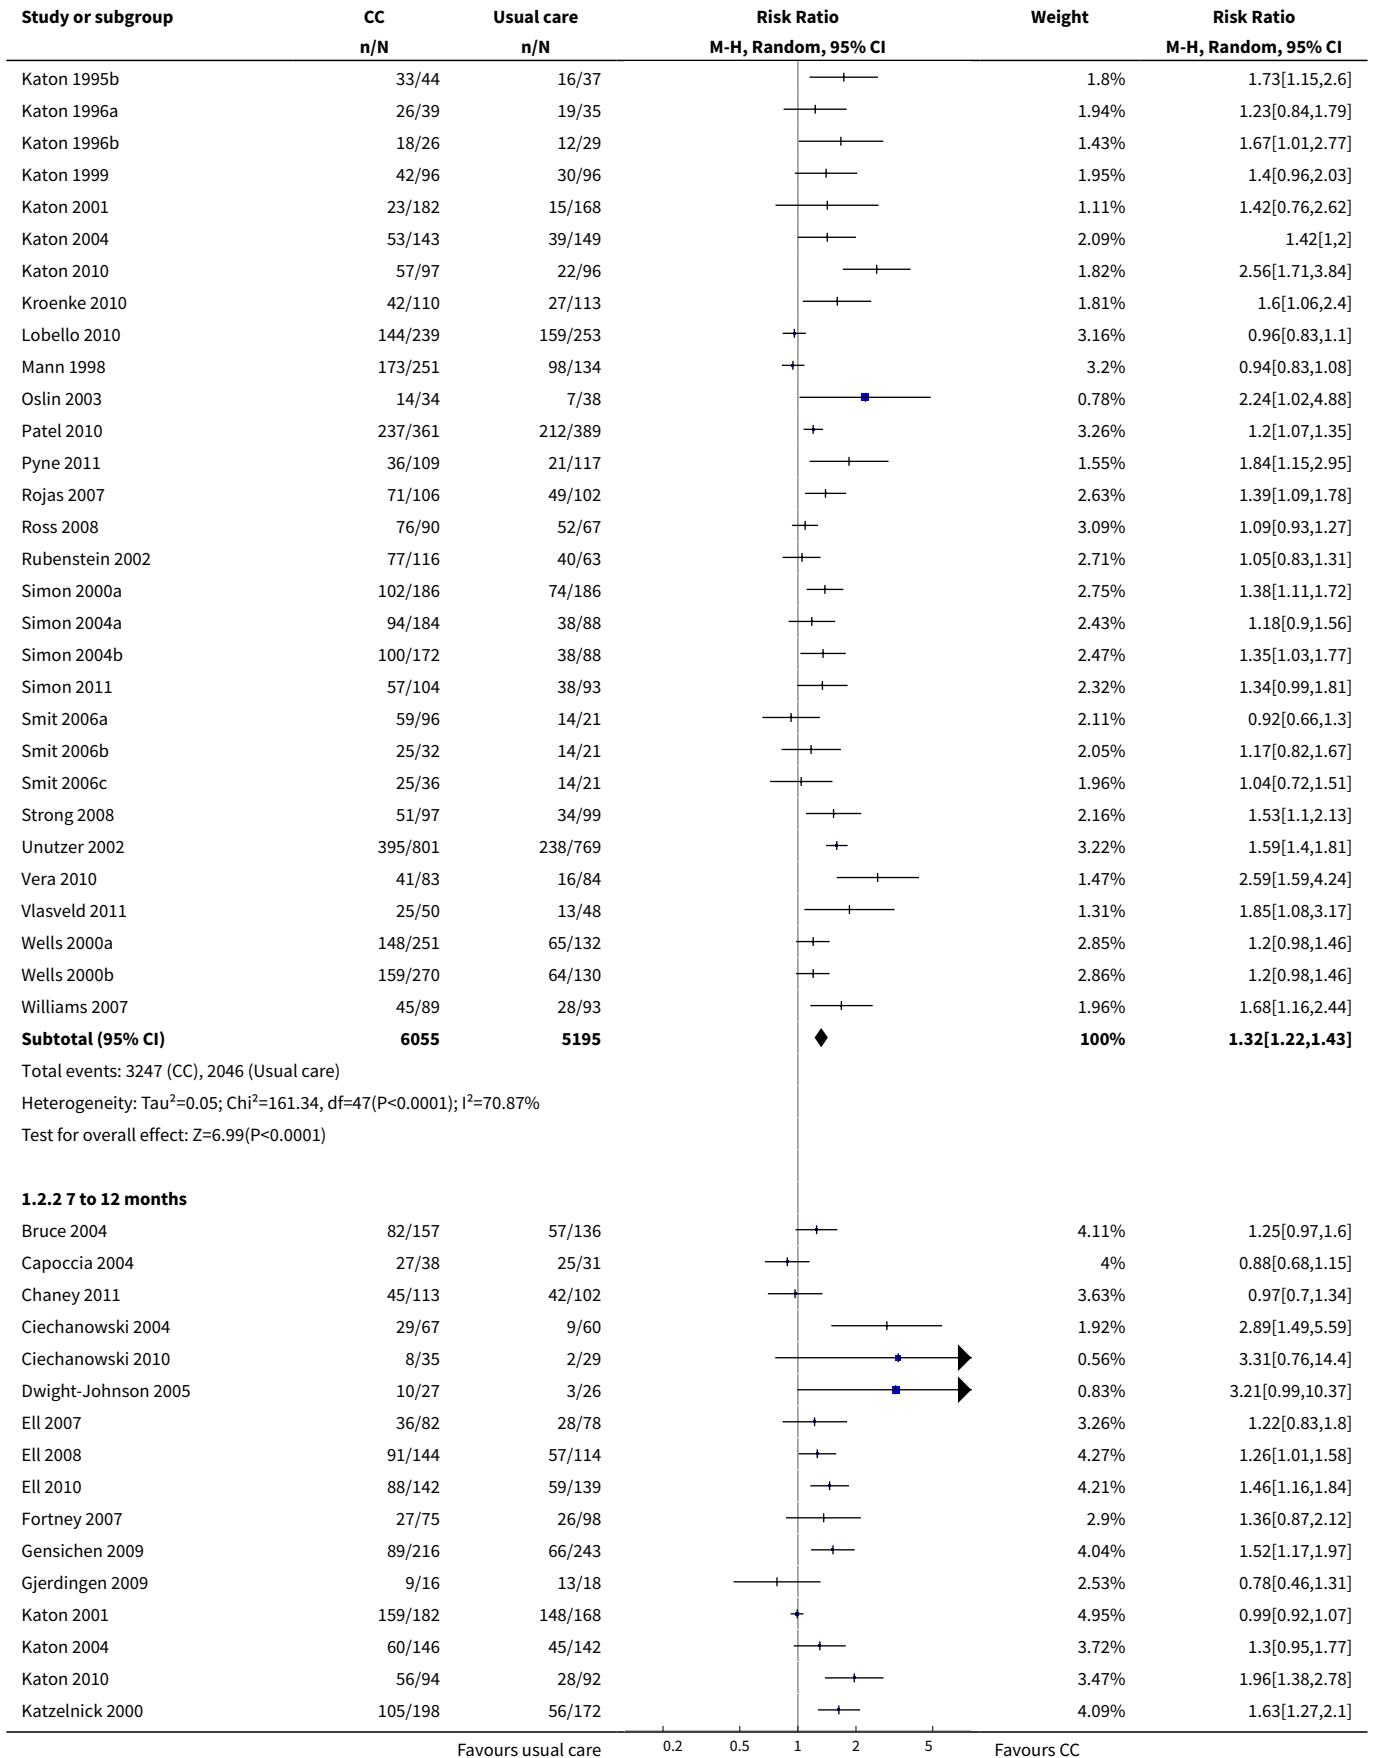 Study or subgroup CC Usual care Risk Ratio Weight Risk Ratio
n/N n/N M-H, Random, 95% CI M-H, Random, 95% CI
Katon 1995b 33/44 16/37 1.8% 1.73[1.15,2.6]
Katon 1996a 26/39 19/35 1.94% 1.23[0.84,1.79]
Katon 1996b 18/26 12/29 1.43% 1.67[1.01,2.77]
Katon 1999 42/96 30/96 1.95% 1.4[0.96,2.03]
Katon 2001 23/182 15/168 1.11% 1.42[0.76,2.62]
Katon 2004 53/143 39/149 2.09% 1.42[1,2]
Katon 2010 57/97 22/96 1.82% 2.56[1.71,3.84]
Kroenke 2010 42/110 27/113 1.81% 1.6[1.06,2.4]
Lobello 2010 144/239 159/253 3.16% 0.96[0.83,1.1]
Mann 1998 173/251 98/134 3.2% 0.94[0.83,1.08]
Oslin 2003 14/34 7/38 0.78% 2.24[1.02,4.88]
Patel 2010 237/361 212/389 3.26% 1.2[1.07,1.35]
Pyne 2011 36/109 21/117 1.55% 1.84[1.15,2.95]
Rojas 2007 71/106 49/102 2.63% 1.39[1.09,1.78]
Ross 2008 76/90 52/67 3.09% 1.09[0.93,1.27]
Rubenstein 2002 77/116 40/63 2.71% 1.05[0.83,1.31]
Simon 2000a 102/186 74/186 2.75% 1.38[1.11,1.72]
Simon 2004a 94/184 38/88 2.43% 1.18[0.9,1.56]
Simon 2004b 100/172 38/88 2.47% 1.35[1.03,1.77]
Simon 2011 57/104 38/93 2.32% 1.34[0.99,1.81]
Smit 2006a 59/96 14/21 2.11% 0.92[0.66,1.3]
Smit 2006b 25/32 14/21 2.05% 1.17[0.82,1.67]
Smit 2006c 25/36 14/21 1.96% 1.04[0.72,1.51]
Strong 2008 51/97 34/99 2.16% 1.53[1.1,2.13]
Unutzer 2002 395/801 238/769 3.22% 1.59[1.4,1.81]
Vera 2010 41/83 16/84 1.47% 2.59[1.59,4.24]
Vlasveld 2011 25/50 13/48 1.31% 1.85[1.08,3.17]
Wells 2000a 148/251 65/132 2.85% 1.2[0.98,1.46]
Wells 2000b 159/270 64/130 2.86% 1.2[0.98,1.46]
Williams 2007 45/89 28/93 1.96% 1.68[1.16,2.44]
Subtotal (95% CI) 6055 5195 100% 1.32[1.22,1.43]
Total events: 3247 (CC), 2046 (Usual care)
Heterogeneity: Tau²=0.05; Chi²=161.34, df=47(P<0.0001); I²=70.87%
Test for overall effect: Z=6.99(P<0.0001)
1.2.2 7 to 12 months
Bruce 2004 82/157 57/136 4.11% 1.25[0.97,1.6]
Capoccia 2004 27/38 25/31 4% 0.88[0.68,1.15]
Chaney 2011 45/113 42/102 3.63% 0.97[0.7,1.34]
Ciechanowski 2004 29/67 9/60 1.92% 2.89[1.49,5.59]
Ciechanowski 2010 8/35 2/29 0.56% 3.31[0.76,14.4]
Dwight-Johnson 2005 10/27 3/26 0.83% 3.21[0.99,10.37]
Ell 2007 36/82 28/78 3.26% 1.22[0.83,1.8]
Ell 2008 91/144 57/114 4.27% 1.26[1.01,1.58]
Ell 2010 88/142 59/139 4.21% 1.46[1.16,1.84]
Fortney 2007 27/75 26/98 2.9% 1.36[0.87,2.12]
Gensichen 2009 89/216 66/243 4.04% 1.52[1.17,1.97]
Gjerdingen 2009 9/16 13/18 2.53% 0.78[0.46,1.31]
Katon 2001 159/182 148/168 4.95% 0.99[0.92,1.07]
Katon 2004 60/146 45/142 3.72% 1.3[0.95,1.77]
Katon 2010 56/94 28/92 3.47% 1.96[1.38,2.78]
Katzelnick 2000 105/198 56/172 4.09% 1.63[1.27,2.1]
Favours usual care 0.2 0.5 1 2 5 Favours CC